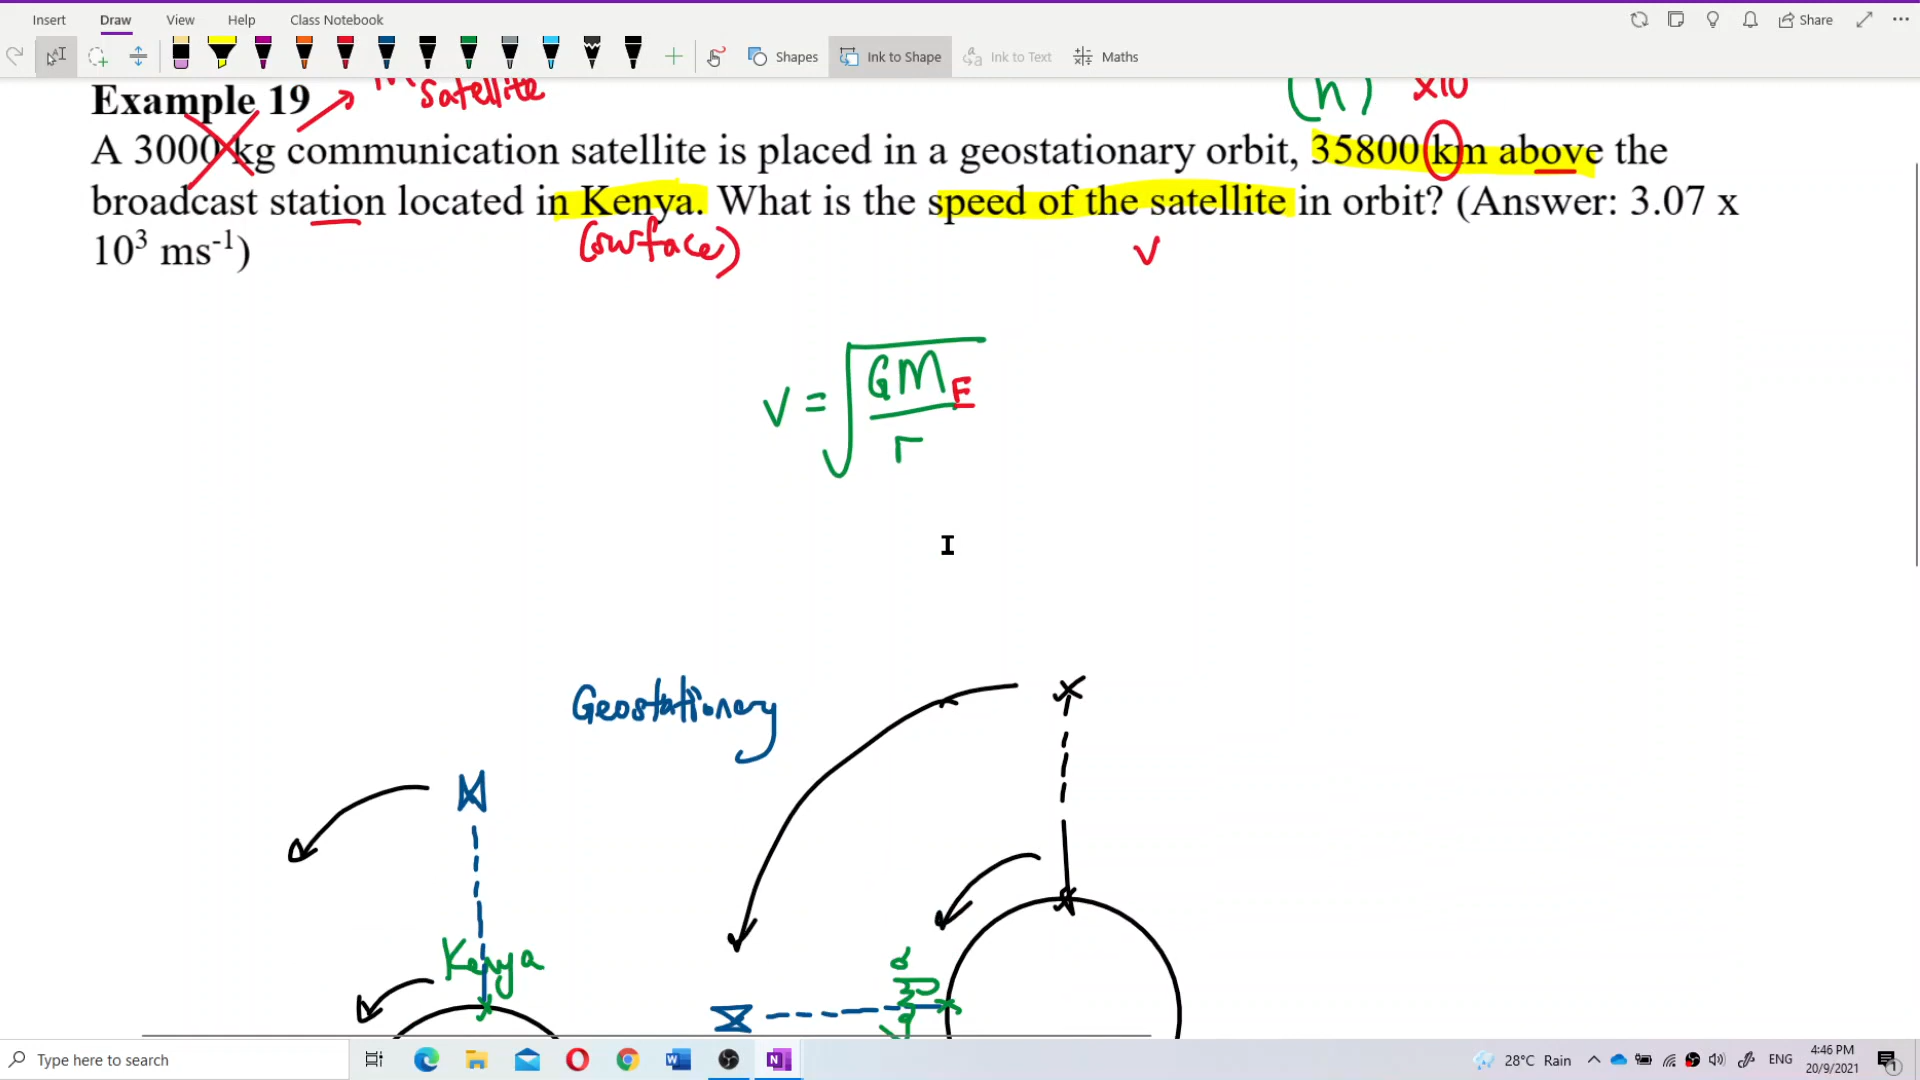 Insert Draw View Help Class Notebook Share
Shapes Ink to Shape Ink to Text Maths
Example 19 satellite (h) x10
A 3000 kg communication satellite is placed in a geostationary orbit, 35800 km above the
broadcast station located in Kenya. What is the speed of the satellite in orbit? (Answer: 3.07 x
10³ ms⁻¹) (surface) v
v = √(GM_E / r)
Geostationary
Kenya
Type here to search 28°C Rain ENG 4:46 PM 20/9/2021 1